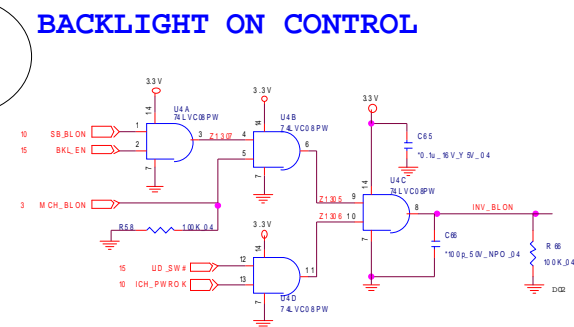 BACKLIGHT ON CONTROL
3.3V
U4A
74LVC08PW
14
10 SB_BLON 1
15 BKL_EN 2
3 Z1307 4
7
3.3V
U4B
74LVC08PW
14
5
6
7
3 MCH_BLON
R58 100K_04
3.3V
14
15 UD_SW# 12
10 ICH_PWROK 13
11
7
U4D
74LVC08PW
3.3V
C65
*0.1u_16V_Y5V_04
U4C
74LVC08PW
14
Z1305 9
Z1306 10
8 INV_BLON
7
C66
*100p_50V_NPO_04
R66
100K_04
D02